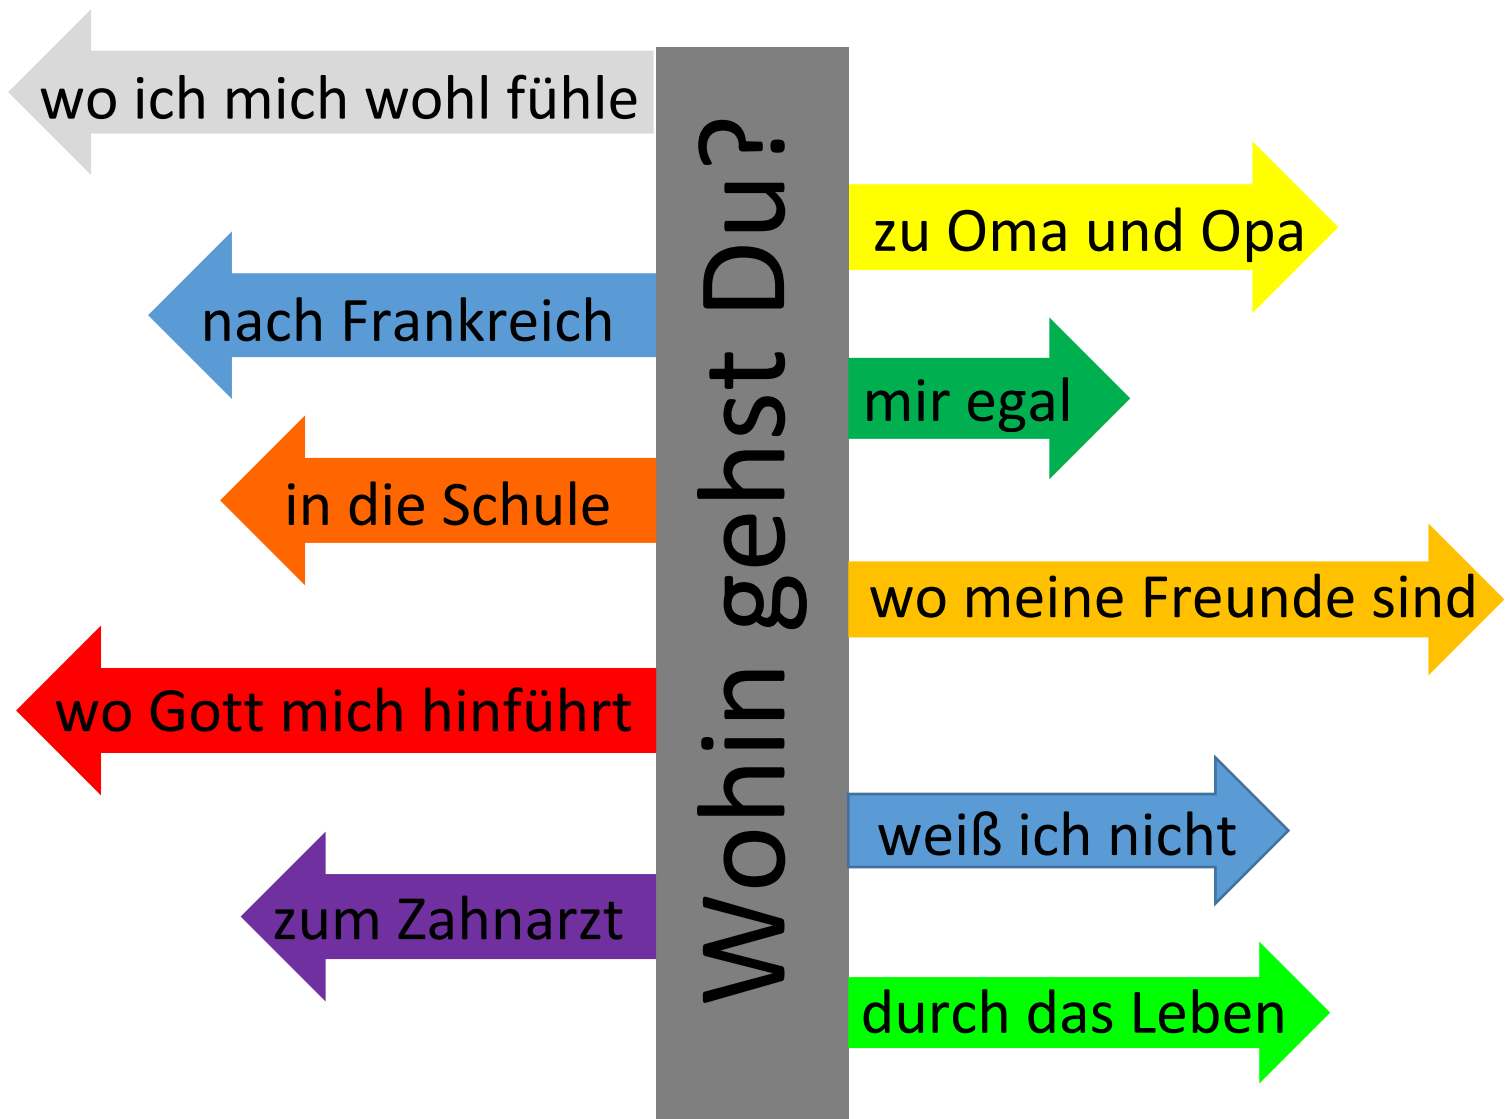 Wohin gehst Du?
wo ich mich wohl fühle
zu Oma und Opa
nach Frankreich
mir egal
in die Schule
wo meine Freunde sind
wo Gott mich hinführt
weiß ich nicht
zum Zahnarzt
durch das Leben